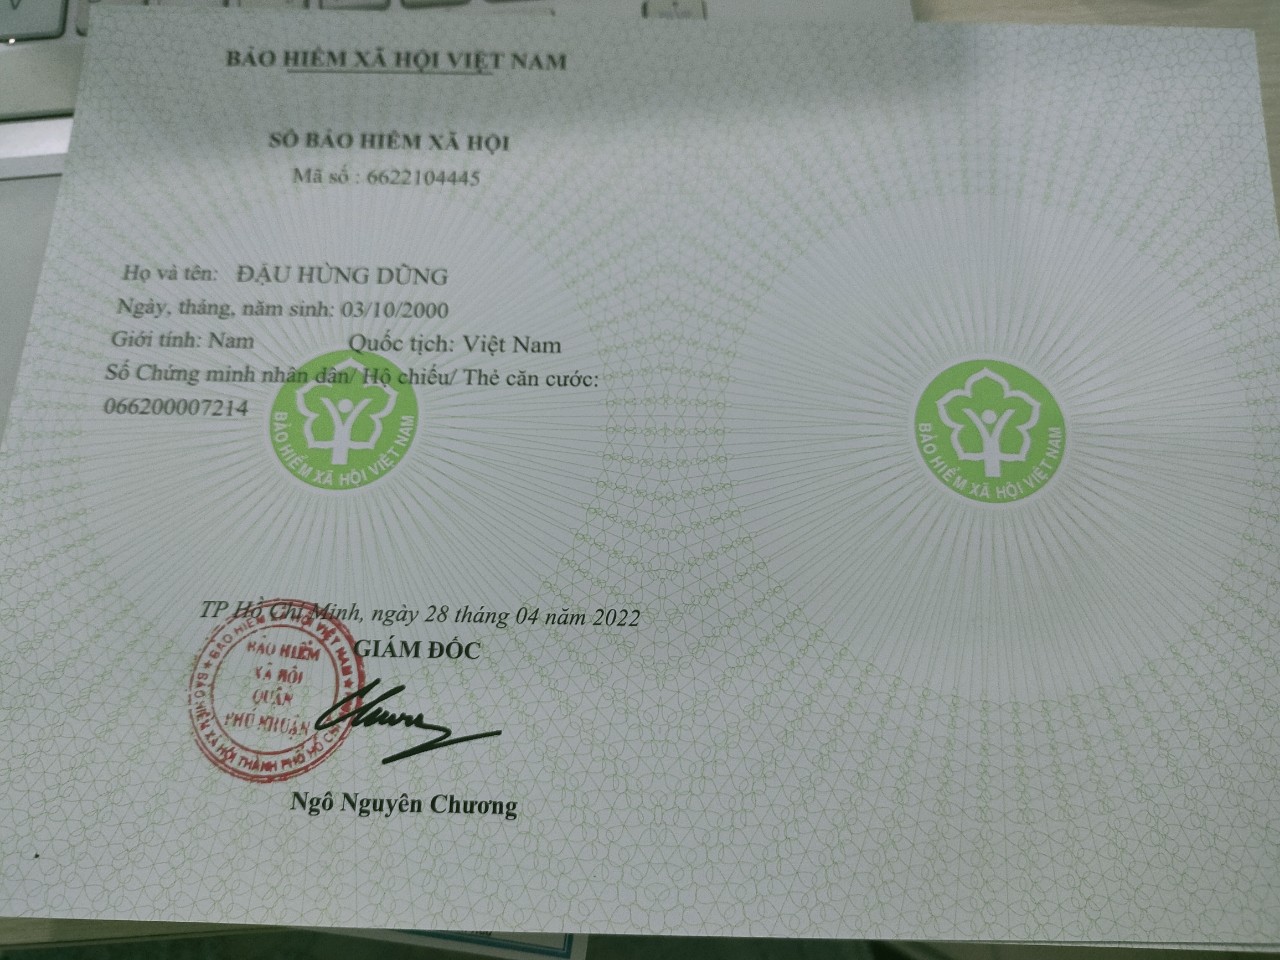 BẢO HIỂM XÃ HỘI VIỆT NAM
SỔ BẢO HIỂM XÃ HỘI
Mã số : 6622104445
Họ và tên: ĐẬU HÙNG DŨNG
Ngày, tháng, năm sinh: 03/10/2000
Giới tính: Nam Quốc tịch: Việt Nam
Số Chứng minh nhân dân/ Hộ chiếu/ Thẻ căn cước:
066200007214
BẢO HIỂM XÃ HỘI VIỆT NAM
BẢO HIỂM XÃ HỘI VIỆT NAM
TP Hồ Chí Minh, ngày 28 tháng 04 năm 2022
GIÁM ĐỐC
BẢO HIỂM XÃ HỘI VIỆT NAM
BẢO HIỂM
XÃ HỘI
QUẬN
PHÚ NHUẬN
BẢO HIỂM XÃ HỘI THÀNH PHỐ HỒ CHÍ
Ngô Nguyên Chương